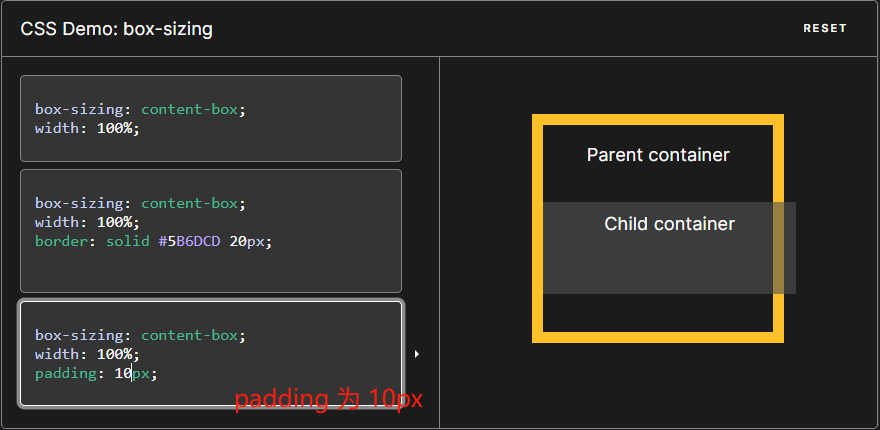 CSS Demo: box-sizing
RESET
box-sizing: content-box;
width: 100%;
box-sizing: content-box;
width: 100%;
border: solid #5B6DCD 20px;
box-sizing: content-box;
width: 100%;
padding: 10px;
padding 为 10px
Parent container
Child container